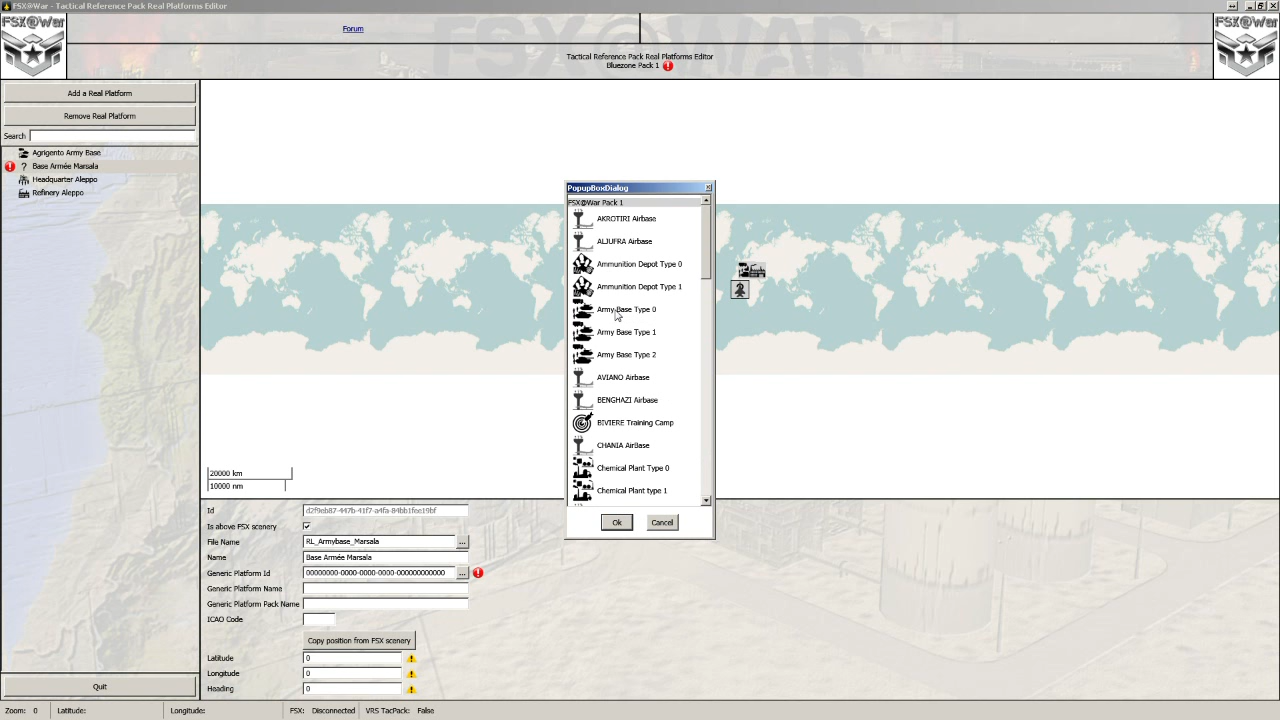 FSX@War - Tactical Reference Pack Real Platforms Editor
FSX@War
Forum
FSX@WAR
FSX@War
Tactical Reference Pack Real Platforms Editor
Bluezone Pack 1
Add a Real Platform
Remove Real Platform
Search
Agrigento Army Base
Base Armée Marsala
Headquarter Aleppo
Refinery Aleppo
PopupBoxDialog
FSX@War Pack 1
AKROTIRI Airbase
ALJUFRA Airbase
Ammunition Depot Type 0
Ammunition Depot Type 1
Army Base Type 0
Army Base Type 1
Army Base Type 2
AVIANO Airbase
BENGHAZI Airbase
BIVIERE Training Camp
CHANIA AirBase
Chemical Plant Type 0
Chemical Plant type 1
Ok
Cancel
20000 km
10000 nm
Id
d2f9eb87-447b-41f7-a4fa-84bb1fee19bf
Is above FSX scenery
File Name
RL_Armybase_Marsala
...
Name
Base Armée Marsala
Generic Platform Id
00000000-0000-0000-0000-000000000000
...
Generic Platform Name
Generic Platform Pack Name
ICAO Code
Copy position from FSX scenery
Latitude
0
Longitude
0
Heading
0
Quit
Zoom: 0
Latitude:
Longitude:
FSX: Disconnected
VRS TacPack: False